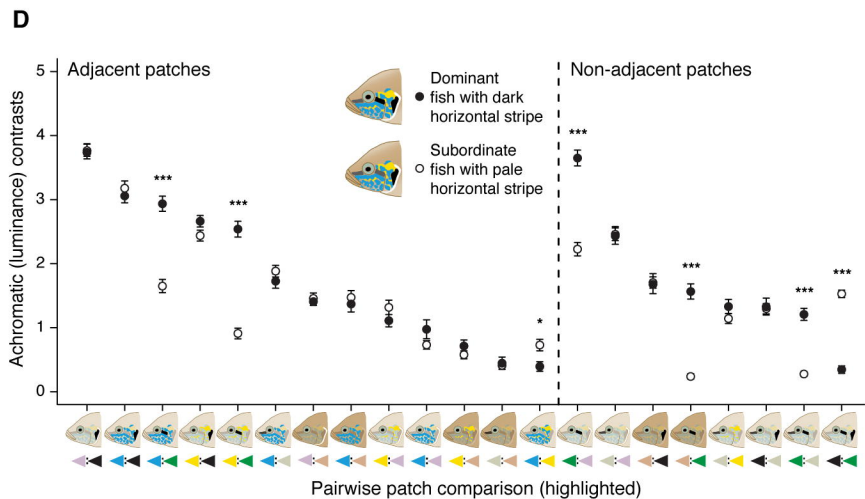 D
Adjacent patches
Non-adjacent patches
Dominant
fish with dark
horizontal stripe
Subordinate
fish with pale
horizontal stripe
Achromatic (luminance) contrasts
5
4
3
2
1
0
***
***
*
***
***
***
***
Pairwise patch comparison (highlighted)